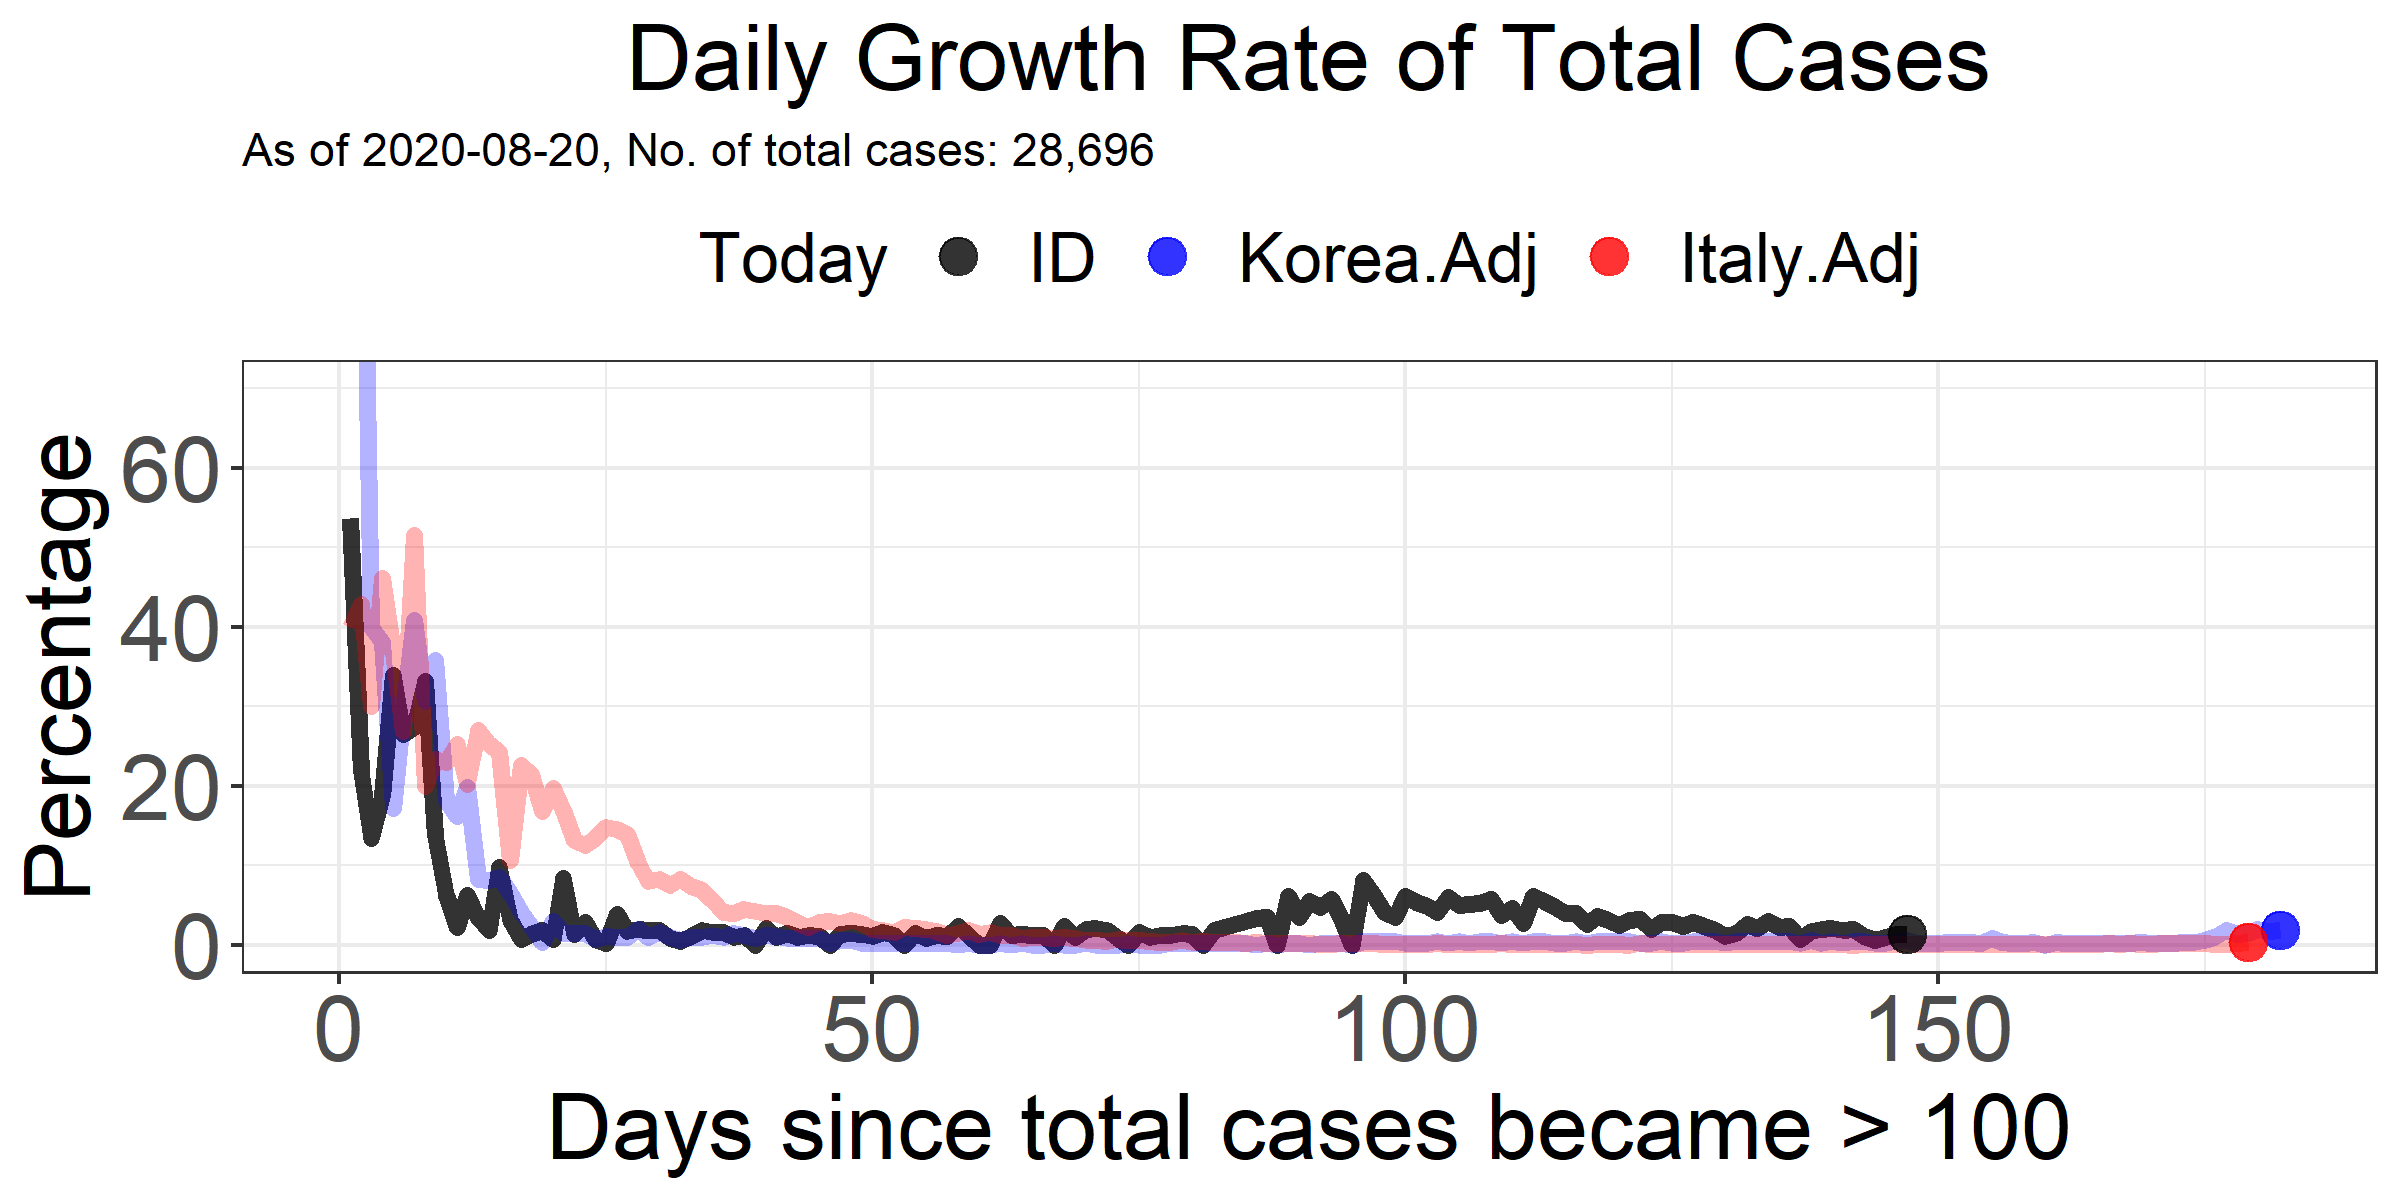 Daily Growth Rate of Total Cases
As of 2020-08-20, No. of total cases: 28,696
Today ID Korea.Adj Italy.Adj
Percentage
60
40
20
0
0 50 100 150
Days since total cases became > 100